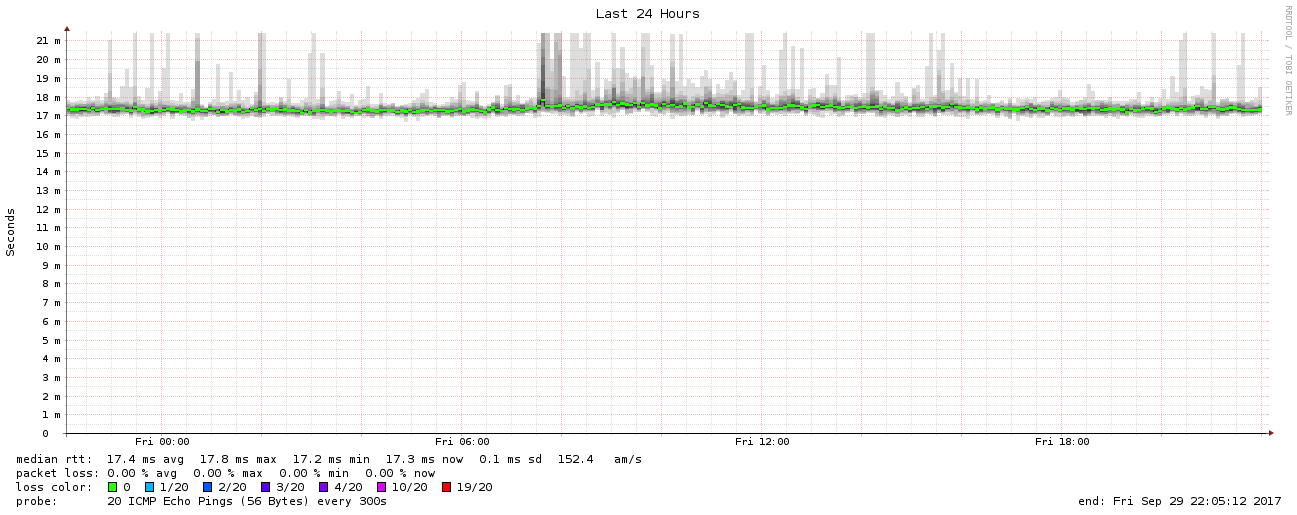 Last 24 Hours
RRDTOOL / TOBI OETIKER
Seconds
21 m
20 m
19 m
18 m
17 m
16 m
15 m
14 m
13 m
12 m
11 m
10 m
9 m
8 m
7 m
6 m
5 m
4 m
3 m
2 m
1 m
0
Fri 00:00 Fri 06:00 Fri 12:00 Fri 18:00
median rtt: 17.4 ms avg 17.8 ms max 17.2 ms min 17.3 ms now 0.1 ms sd 152.4 am/s
packet loss: 0.00 % avg 0.00 % max 0.00 % min 0.00 % now
loss color: 0 1/20 2/20 3/20 4/20 10/20 19/20
probe: 20 ICMP Echo Pings (56 Bytes) every 300s end: Fri Sep 29 22:05:12 2017